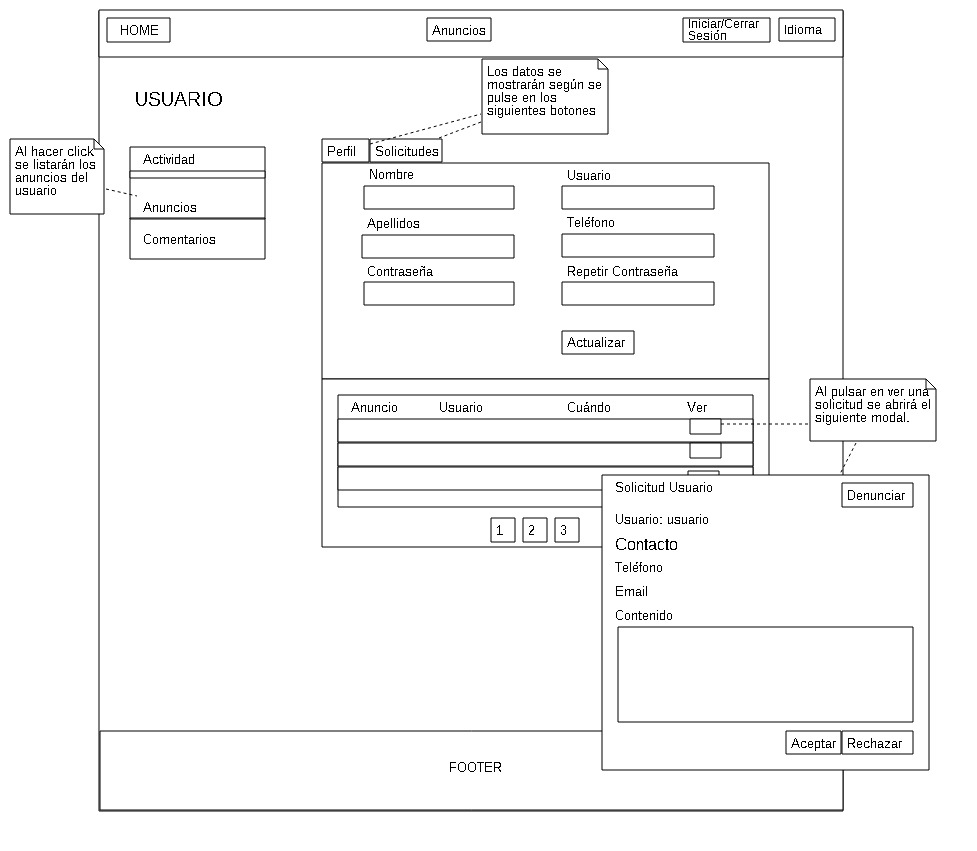 HOME
Anuncios
Iniciar/Cerrar
Sesión
Idioma
Los datos se
mostrarán según se
pulse en los
siguientes botones
USUARIO
Al hacer click
se listarán los
anuncios del
usuario
Actividad
Anuncios
Comentarios
Perfil
Solicitudes
Nombre
Usuario
Apellidos
Teléfono
Contraseña
Repetir Contraseña
Actualizar
Al pulsar en ver una
solicitud se abrirá el
siguiente modal.
Anuncio
Usuario
Cuándo
Ver
1
2
3
Solicitud Usuario
Denunciar
Usuario: usuario
Contacto
Teléfono
Email
Contenido
Aceptar
Rechazar
FOOTER